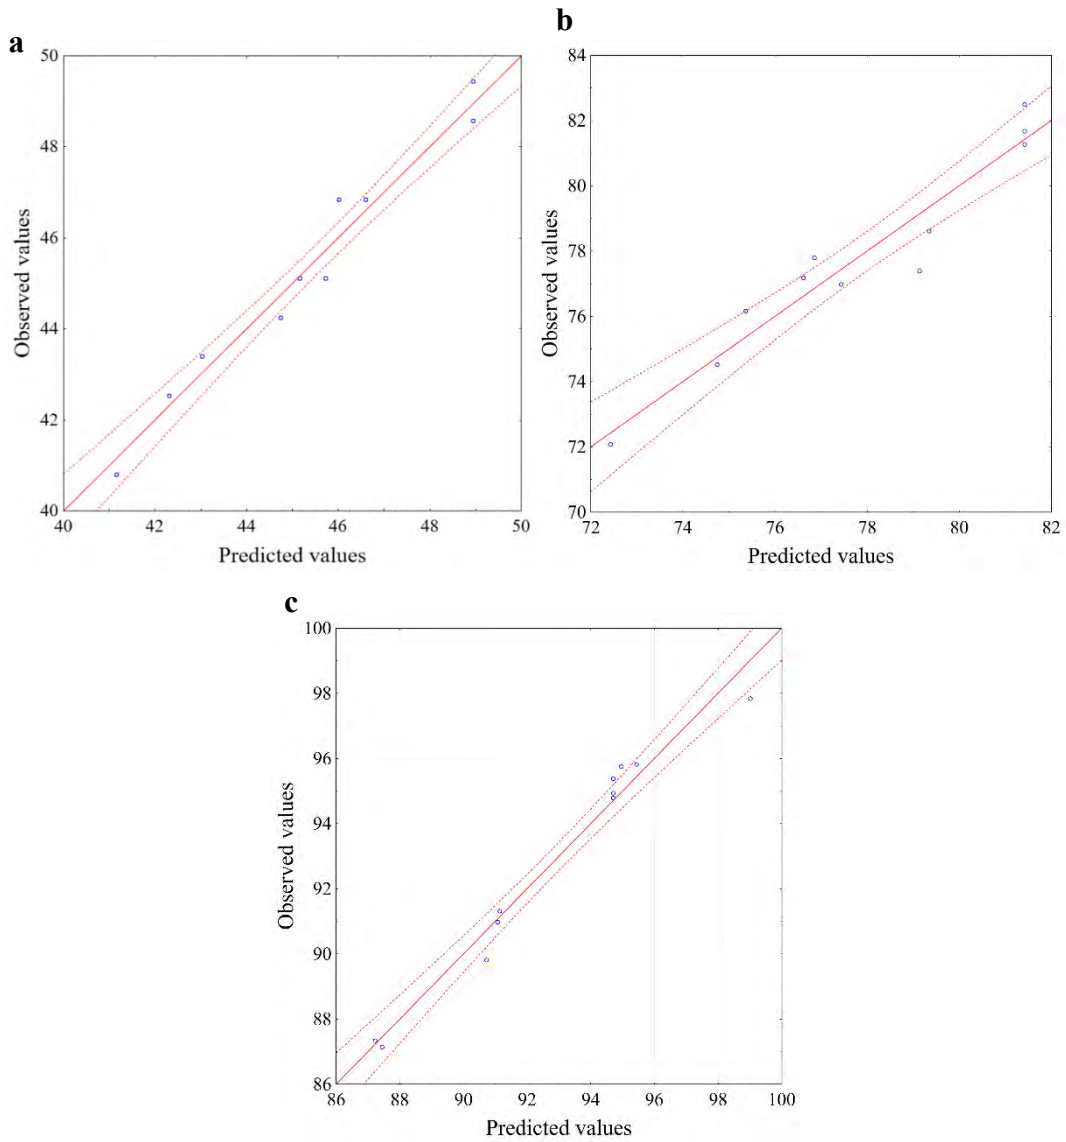 a
50
48
46
44
42
40
40 42 44 46 48 50
Observed values
Predicted values
b
84
82
80
78
76
74
72
70
72 74 76 78 80 82
Observed values
Predicted values
c
100
98
96
94
92
90
88
86
86 88 90 92 94 96 98 100
Observed values
Predicted values